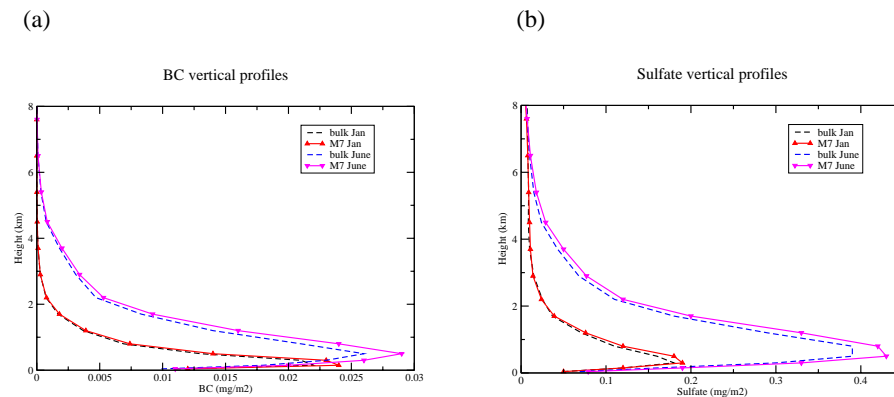 (a)
BC vertical profiles
8
6
4
2
0
Height (km)
bulk Jan
M7 Jan
bulk June
M7 June
0
0.005
0.01
0.015
0.02
0.025
0.03
BC (mg/m2)
(b)
Sulfate vertical profiles
8
6
4
2
0
Height (km)
bulk Jan
M7 Jan
bulk June
M7 June
0
0.1
0.2
0.3
0.4
Sulfate (mg/m2)